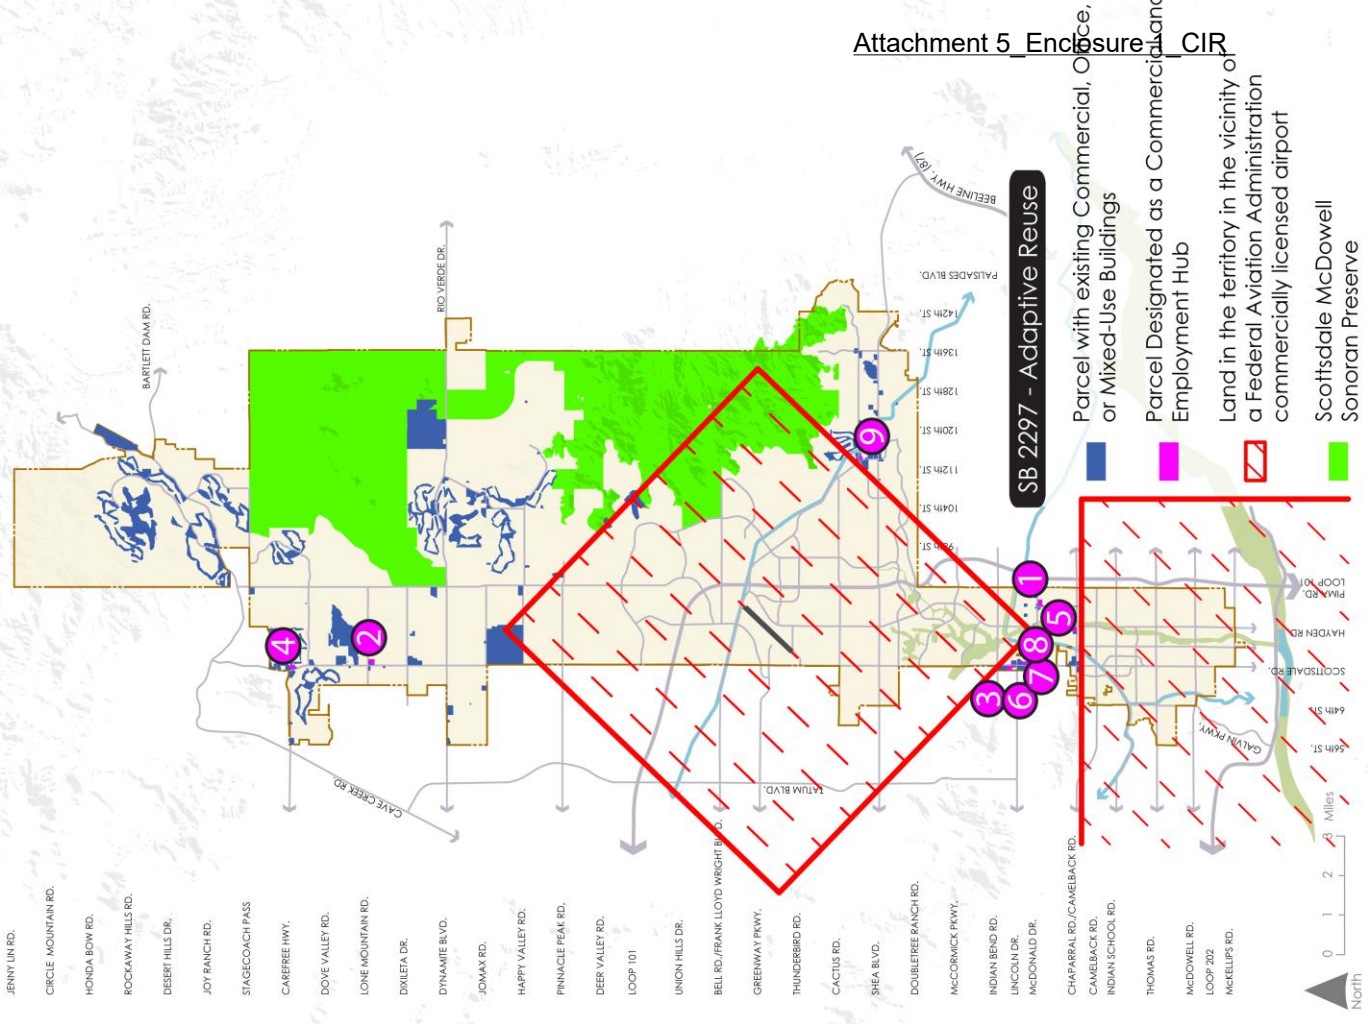 Attachment 5_Enclosure 1_CIR
SB 2297 - Adaptive Reuse
Parcel with existing Commercial, Office,
or Mixed-Use Buildings
Parcel Designated as a Commercial and
Employment Hub
Land in the territory in the vicinity of
a Federal Aviation Administration
commercially licensed airport
Scottsdale McDowell
Sonoran Preserve
JENNY LIN RD.
CIRCLE MOUNTAIN RD.
HONDA BOW RD.
ROCKAWAY HILLS RD.
DESERT HILLS DR.
JOY RANCH RD.
STAGECOACH PASS
CAREFREE HWY.
DOVE VALLEY RD.
LONE MOUNTAIN RD.
DIXILETA DR.
DYNAMITE BLVD.
JOMAX RD.
HAPPY VALLEY RD.
PINNACLE PEAK RD.
DEER VALLEY RD.
LOOP 101
UNION HILLS DR.
BELL RD./FRANK LLOYD WRIGHT BLVD.
GREENWAY PKWY.
THUNDERBIRD RD.
CACTUS RD.
SHEA BLVD.
DOUBLETREE RANCH RD.
McCORMICK PKWY.
INDIAN BEND RD.
LINCOLN DR.
McDONALD DR.
CHAPARRAL RD./CAMELBACK RD.
CAMELBACK RD.
INDIAN SCHOOL RD.
THOMAS RD.
McDOWELL RD.
LOOP 202
McKELLIPS RD.
BARTLETT DAM RD.
RIO VERDE DR.
CAVE CREEK RD.
TATUM BLVD.
BEELINE HWY. (87)
PALISADES BLVD.
142th ST.
136th ST.
128th ST.
120th ST.
112th ST.
104th ST.
96th ST.
LOOP 101
PIMA RD.
HAYDEN RD
SCOTTSDALE RD.
64th ST.
56th ST.
GALVIN PKWY.
4
2
9
1
5
8
7
6
3
0 1 2 3 Miles
North